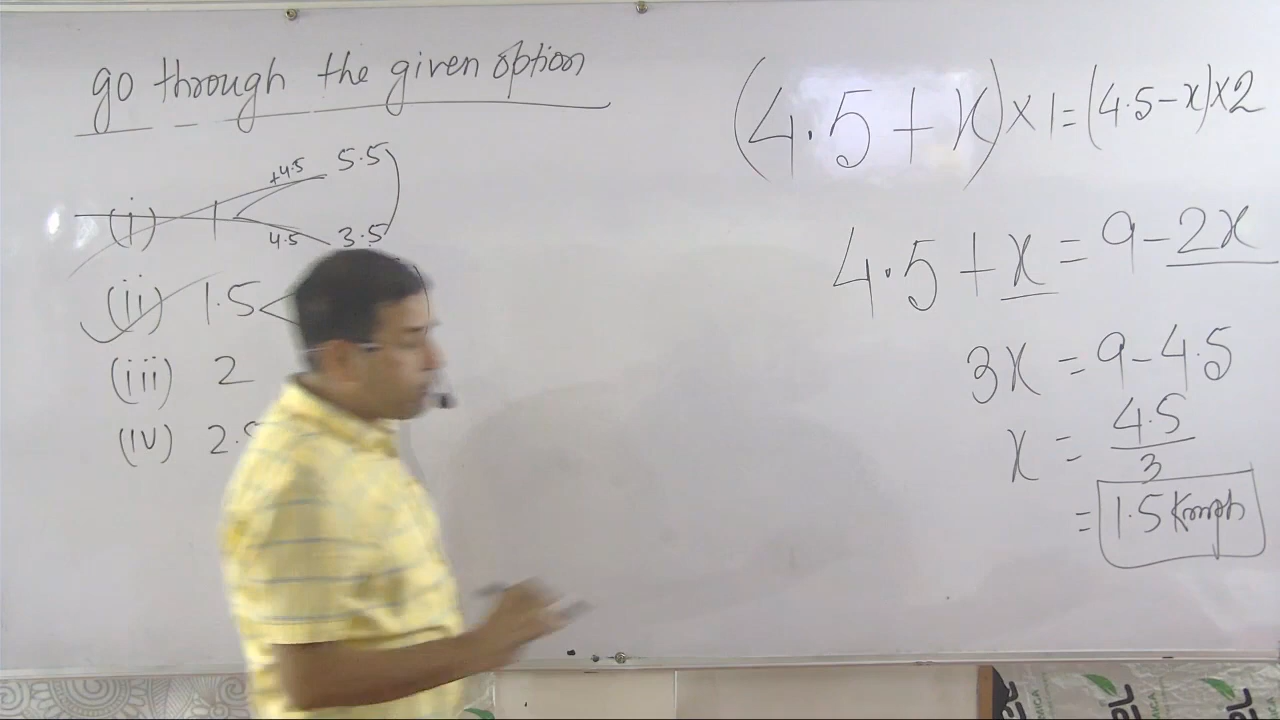 go through the given option
(i) 1 +4.5 5.5
4.5 3.5
(ii) 1.5
(iii) 2
(iv) 2.
(4.5+x)×1=(4.5-x)×2
4.5+x=9-2x
3x=9-4.5
x=4.5/3
=1.5 Kmph